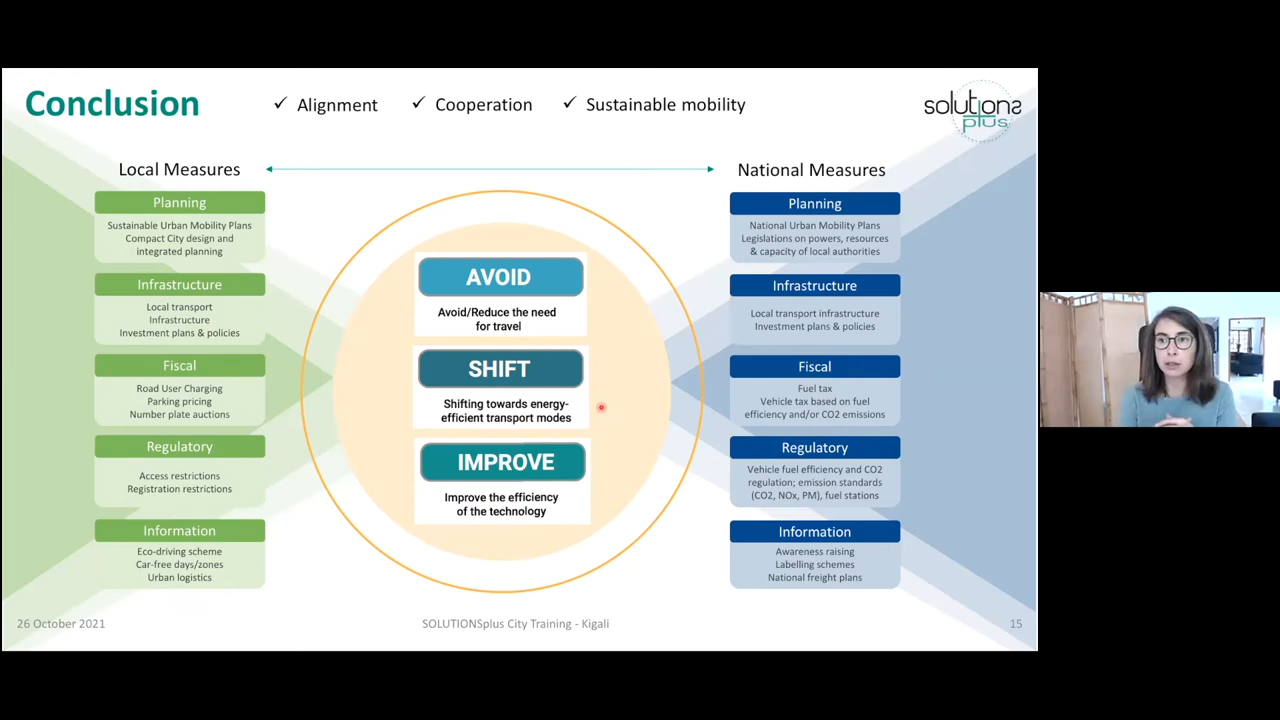 Conclusion
✓ Alignment ✓ Cooperation ✓ Sustainable mobility
solutions
plus
Local Measures
National Measures
Planning
Sustainable Urban Mobility Plans
Compact City design and
integrated planning
Infrastructure
Local transport
Infrastructure
Investment plans & policies
Fiscal
Road User Charging
Parking pricing
Number plate auctions
Regulatory
Access restrictions
Registration restrictions
Information
Eco-driving scheme
Car-free days/zones
Urban logistics
AVOID
Avoid/Reduce the need
for travel
SHIFT
Shifting towards energy-
efficient transport modes
IMPROVE
Improve the efficiency
of the technology
Planning
National Urban Mobility Plans
Legislations on powers, resources
& capacity of local authorities
Infrastructure
Local transport infrastructure
Investment plans & policies
Fiscal
Fuel tax
Vehicle tax based on fuel
efficiency and/or CO2 emissions
Regulatory
Vehicle fuel efficiency and CO2
regulation; emission standards
(CO2, NOx, PM), fuel stations
Information
Awareness raising
Labelling schemes
National freight plans
26 October 2021
SOLUTIONSplus City Training - Kigali
15